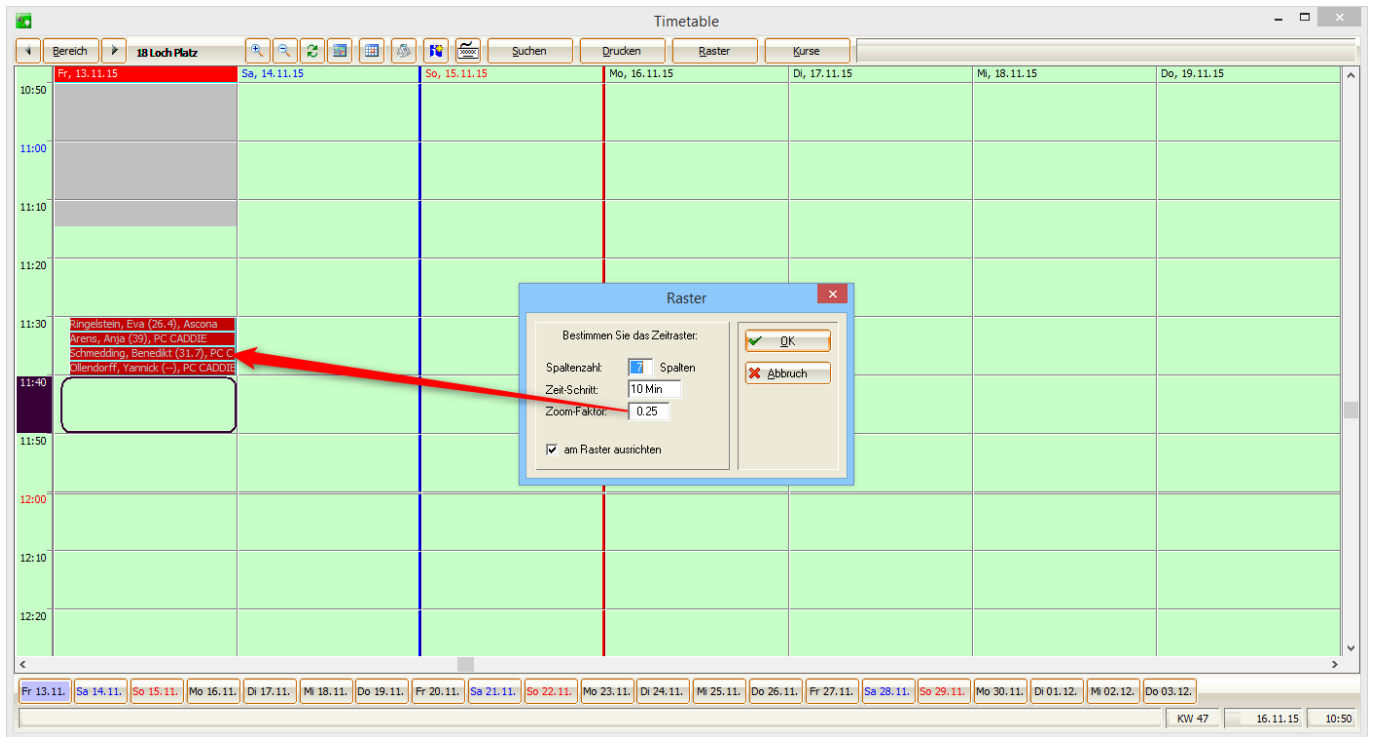 Timetable
Bereich 18 Loch Platz Suchen Drucken Raster Kurse
Fr, 13.11.15 Sa, 14.11.15 So, 15.11.15 Mo, 16.11.15 Di, 17.11.15 Mi, 18.11.15 Do, 19.11.15
10:50
11:00
11:10
11:20
Raster
11:30 Ringelstein, Eva (26.4), Ascona
Arens, Anja (39), PC CADDIE
Schmedding, Benedikt (31.7), PC C
Ollendorff, Yannick (--), PC CADDIE
Bestimmen Sie das Zeitraster:
OK
Spaltenzahl: 7 Spalten
Abbruch
Zeit-Schritt: 10 Min
Zoom-Faktor: 0.25
am Raster ausrichten
11:40
11:50
12:00
12:10
12:20
Fr 13.11. Sa 14.11. So 15.11. Mo 16.11. Di 17.11. Mi 18.11. Do 19.11. Fr 20.11. Sa 21.11. So 22.11. Mo 23.11. Di 24.11. Mi 25.11. Do 26.11. Fr 27.11. Sa 28.11. So 29.11. Mo 30.11. Di 01.12. Mi 02.12. Do 03.12.
KW 47 16.11.15 10:50